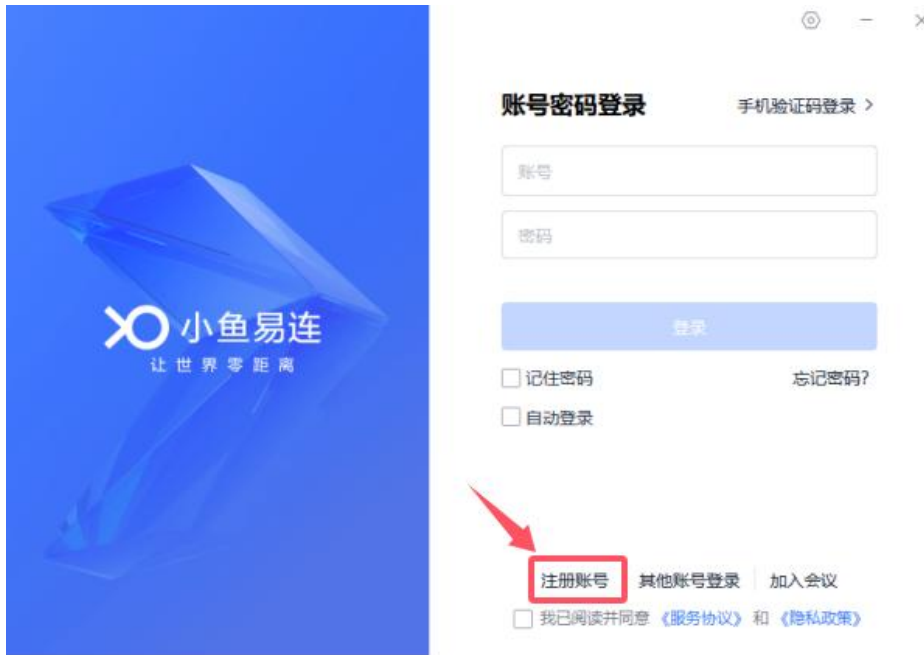 小鱼易连
让世界零距离
账号密码登录 手机验证码登录 >
账号
密码
登录
记住密码 忘记密码?
自动登录
注册账号 其他账号登录 加入会议
我已阅读并同意 《服务协议》 和 《隐私政策》